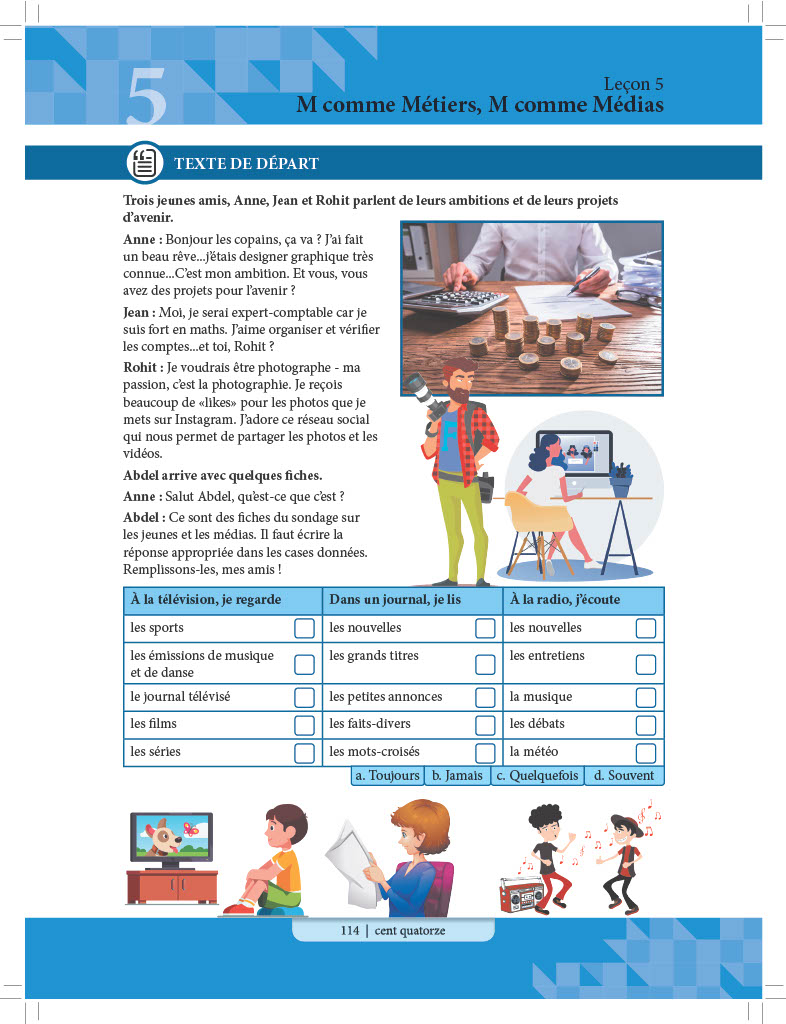 5
Leçon 5
M comme Métiers, M comme Médias
TEXTE DE DÉPART
Trois jeunes amis, Anne, Jean et Rohit parlent de leurs ambitions et de leurs projets
d'avenir.
Anne : Bonjour les copains, ça va ? J'ai fait
un beau rêve...j'étais designer graphique très
connue...C'est mon ambition. Et vous, vous
avez des projets pour l'avenir ?
Jean : Moi, je serai expert-comptable car je
suis fort en maths. J'aime organiser et vérifier
les comptes...et toi, Rohit ?
Rohit : Je voudrais être photographe - ma
passion, c'est la photographie. Je reçois
beaucoup de «likes» pour les photos que je
mets sur Instagram. J'adore ce réseau social
qui nous permet de partager les photos et les
vidéos.
Abdel arrive avec quelques fiches.
Anne : Salut Abdel, qu'est-ce que c'est ?
Abdel : Ce sont des fiches du sondage sur
les jeunes et les médias. Il faut écrire la
réponse appropriée dans les cases données.
Remplissons-les, mes amis !
À la télévision, je regarde Dans un journal, je lis À la radio, j'écoute
les sports les nouvelles les nouvelles
les émissions de musique les grands titres les entretiens
et de danse
le journal télévisé les petites annonces la musique
les films les faits-divers les débats
les séries les mots-croisés la météo
a. Toujours b. Jamais c. Quelquefois d. Souvent
114 | cent quatorze